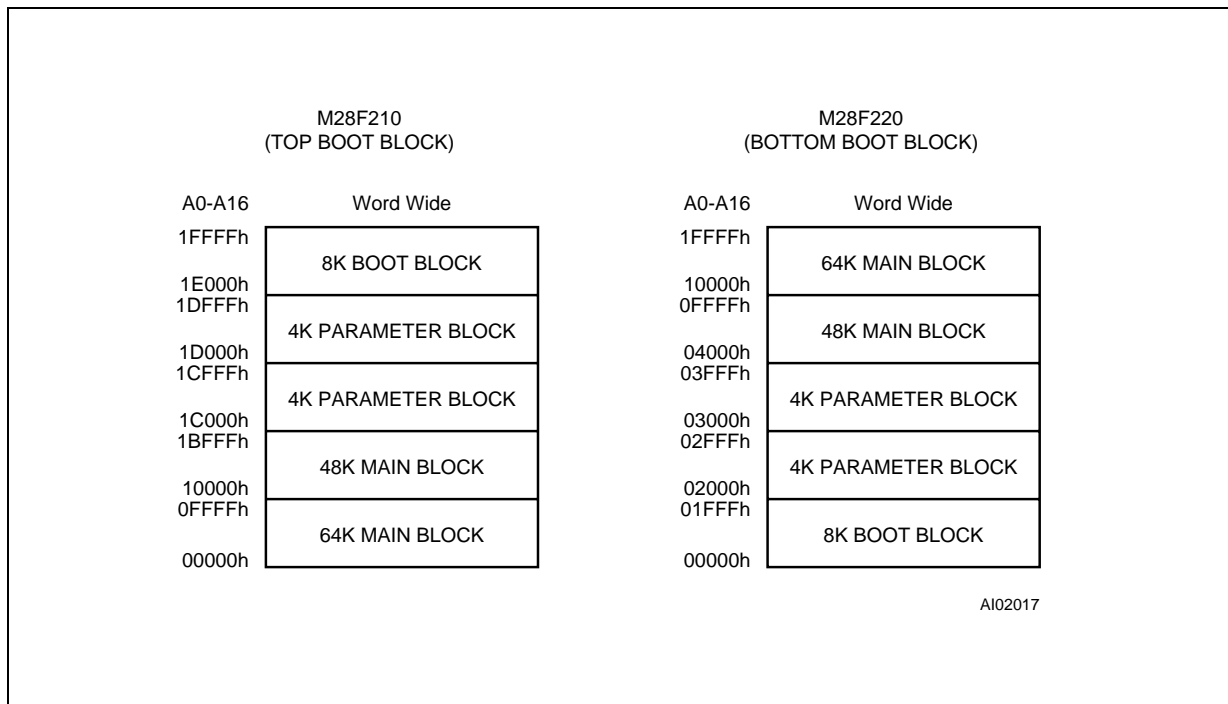 M28F210
(TOP BOOT BLOCK)
A0-A16 Word Wide
1FFFFh
8K BOOT BLOCK
1E000h
1DFFFh
4K PARAMETER BLOCK
1D000h
1CFFFh
4K PARAMETER BLOCK
1C000h
1BFFFh
48K MAIN BLOCK
10000h
0FFFFh
64K MAIN BLOCK
00000h
M28F220
(BOTTOM BOOT BLOCK)
A0-A16 Word Wide
1FFFFh
64K MAIN BLOCK
10000h
0FFFFh
48K MAIN BLOCK
04000h
03FFFh
4K PARAMETER BLOCK
03000h
02FFFh
4K PARAMETER BLOCK
02000h
01FFFh
8K BOOT BLOCK
00000h
AI02017